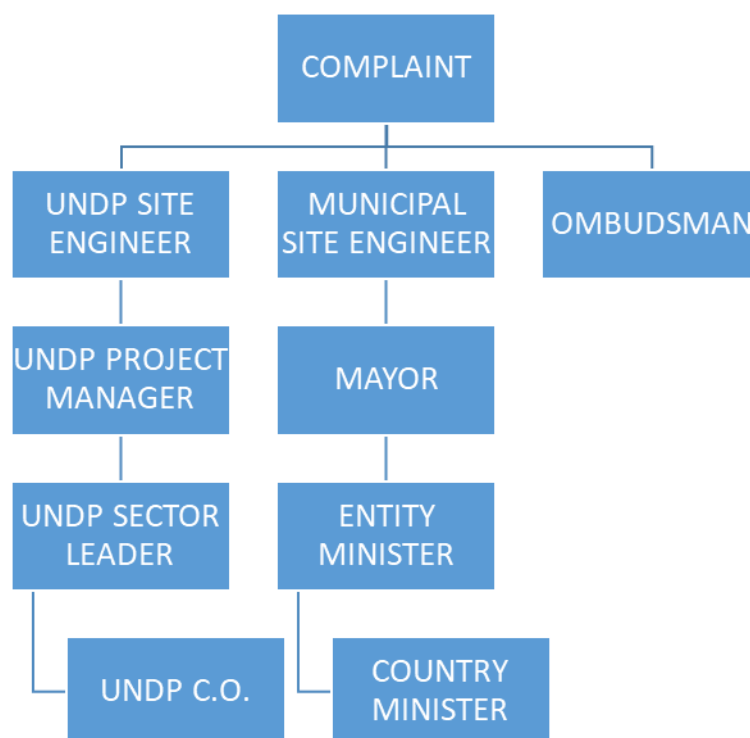 COMPLAINT
UNDP SITE
ENGINEER
MUNICIPAL
SITE ENGINEER
OMBUDSMAN
UNDP PROJECT
MANAGER
MAYOR
UNDP SECTOR
LEADER
ENTITY
MINISTER
UNDP C.O.
COUNTRY
MINISTER